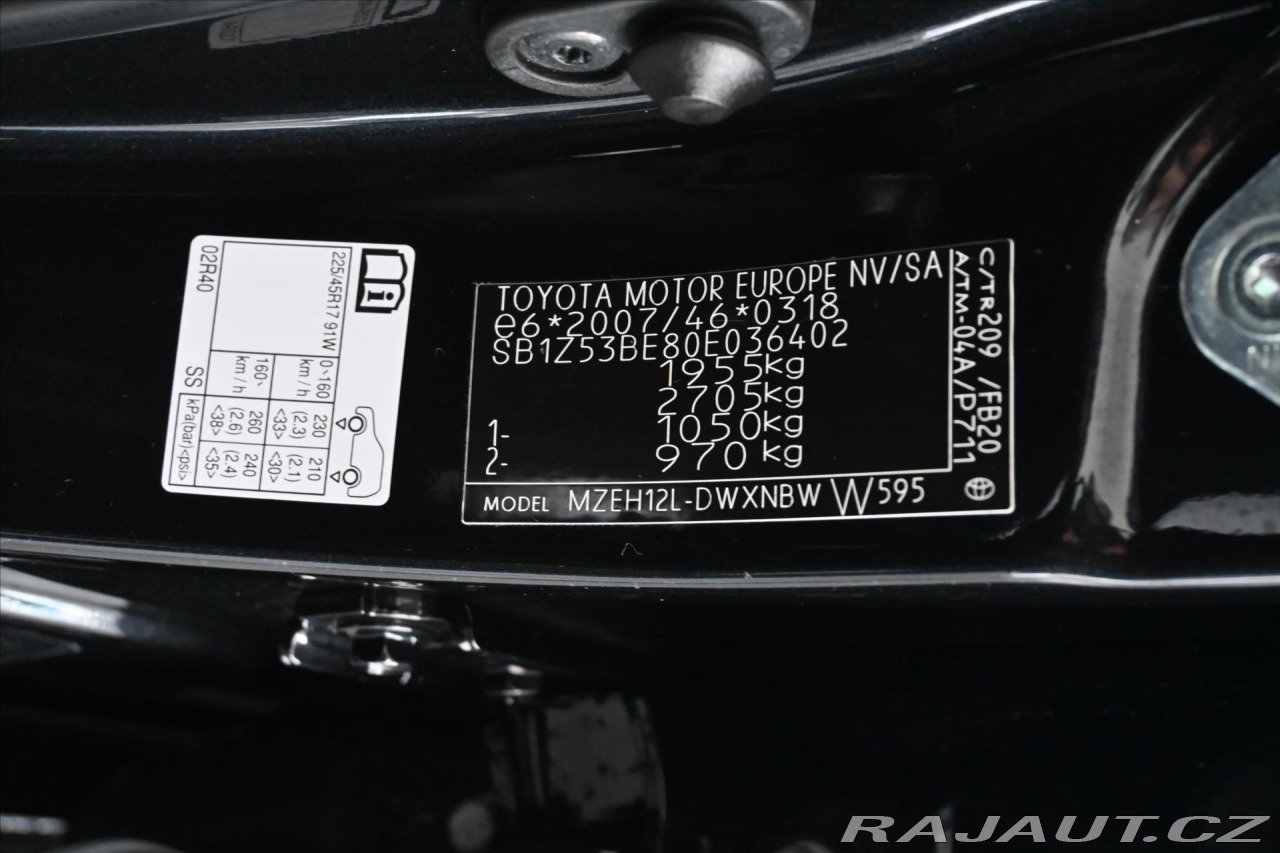 02R40
225/45R17 91W
0-160 km/h
230 (2.3) <33>
210 (2.1) <30>
160- km/h
260 (2.6) <38>
240 (2.4) <35>
SS
kPa(bar)<psi>
TOYOTA MOTOR EUROPE NV/SA
e6*2007/46*0318
SB1Z53BE80E036402
1955kg
2705kg
1- 1050kg
2- 970kg
MODEL MZEH12L-DWXNBW W595
C/TR209 /FB20
A/TM-04A/P711
RAJAUT.CZ